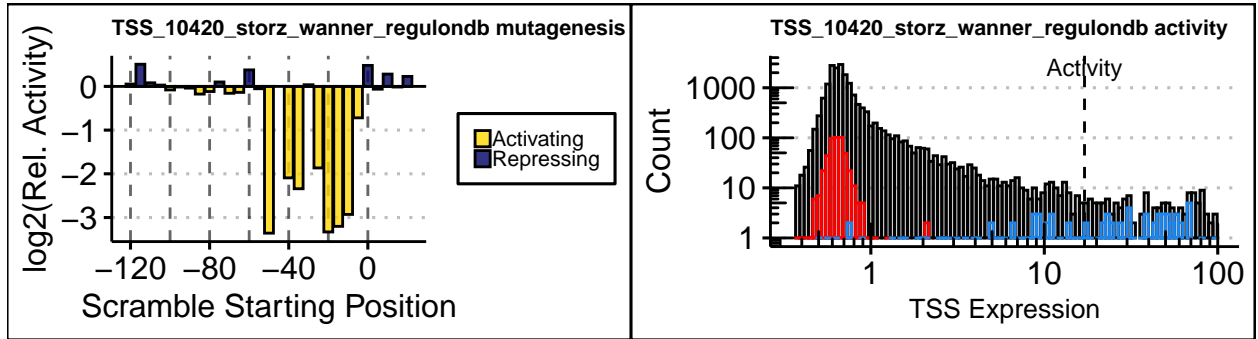 TSS_10420_storz_wanner_regulondb mutagenesis
log2(Rel. Activity)
0
−1
−2
−3
−120
−80
−40
0
Scramble Starting Position
Activating
Repressing
TSS_10420_storz_wanner_regulondb activity
Activity
Count
1000
100
10
1
1
10
100
TSS Expression